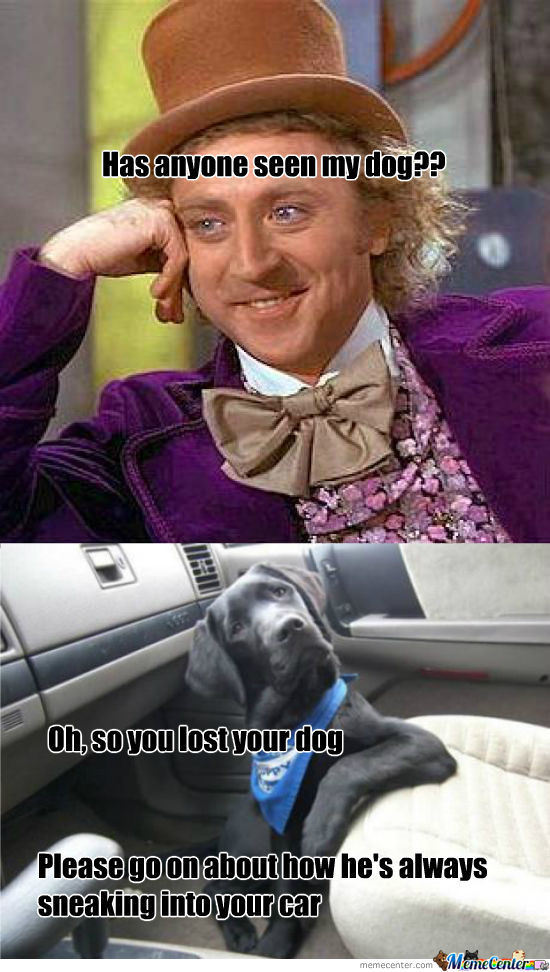 Has anyone seen my dog??
Oh, so you lost your dog
Please go on about how he's always
sneaking into your car
memecenter.com MemeCenter